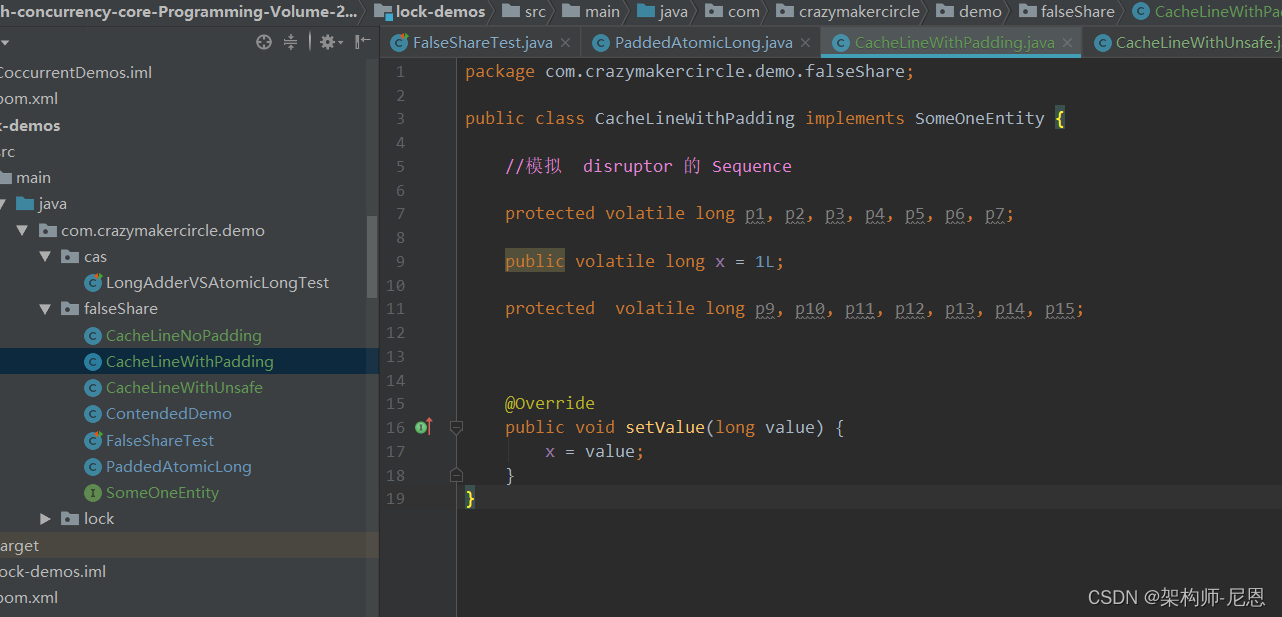 h-concurrency-core-Programming-Volume-2... lock-demos src main java com crazymakercircle demo falseShare CacheLineWithPa
FalseShareTest.java PaddedAtomicLong.java CacheLineWithPadding.java CacheLineWithUnsafe.j
CoccurrentDemos.iml
pom.xml
k-demos
src
main
java
com.crazymakercircle.demo
cas
LongAdderVSAtomicLongTest
falseShare
CacheLineNoPadding
CacheLineWithPadding
CacheLineWithUnsafe
ContendedDemo
FalseShareTest
PaddedAtomicLong
SomeOneEntity
lock
arget
ock-demos.iml
pom.xml
1 package com.crazymakercircle.demo.falseShare;
2
3 public class CacheLineWithPadding implements SomeOneEntity {
4
5 //模拟 disruptor 的 Sequence
6
7 protected volatile long p1, p2, p3, p4, p5, p6, p7;
8
9 public volatile long x = 1L;
10
11 protected volatile long p9, p10, p11, p12, p13, p14, p15;
12
13
14
15 @Override
16 public void setValue(long value) {
17 x = value;
18 }
19 }
CSDN @架构师-尼恩